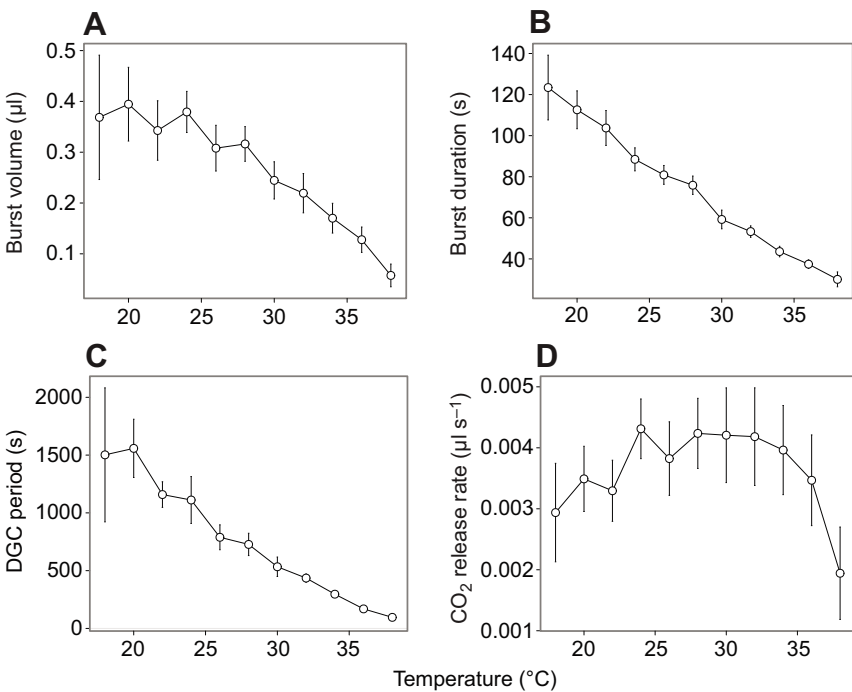 A
Burst volume (μl)
0.5
0.4
0.3
0.2
0.1
20 25 30 35
B
Burst duration (s)
140
120
100
80
60
40
20 25 30 35
C
DGC period (s)
2000
1500
1000
500
0
20 25 30 35
D
CO₂ release rate (μl s⁻¹)
0.005
0.004
0.003
0.002
0.001
20 25 30 35
Temperature (°C)